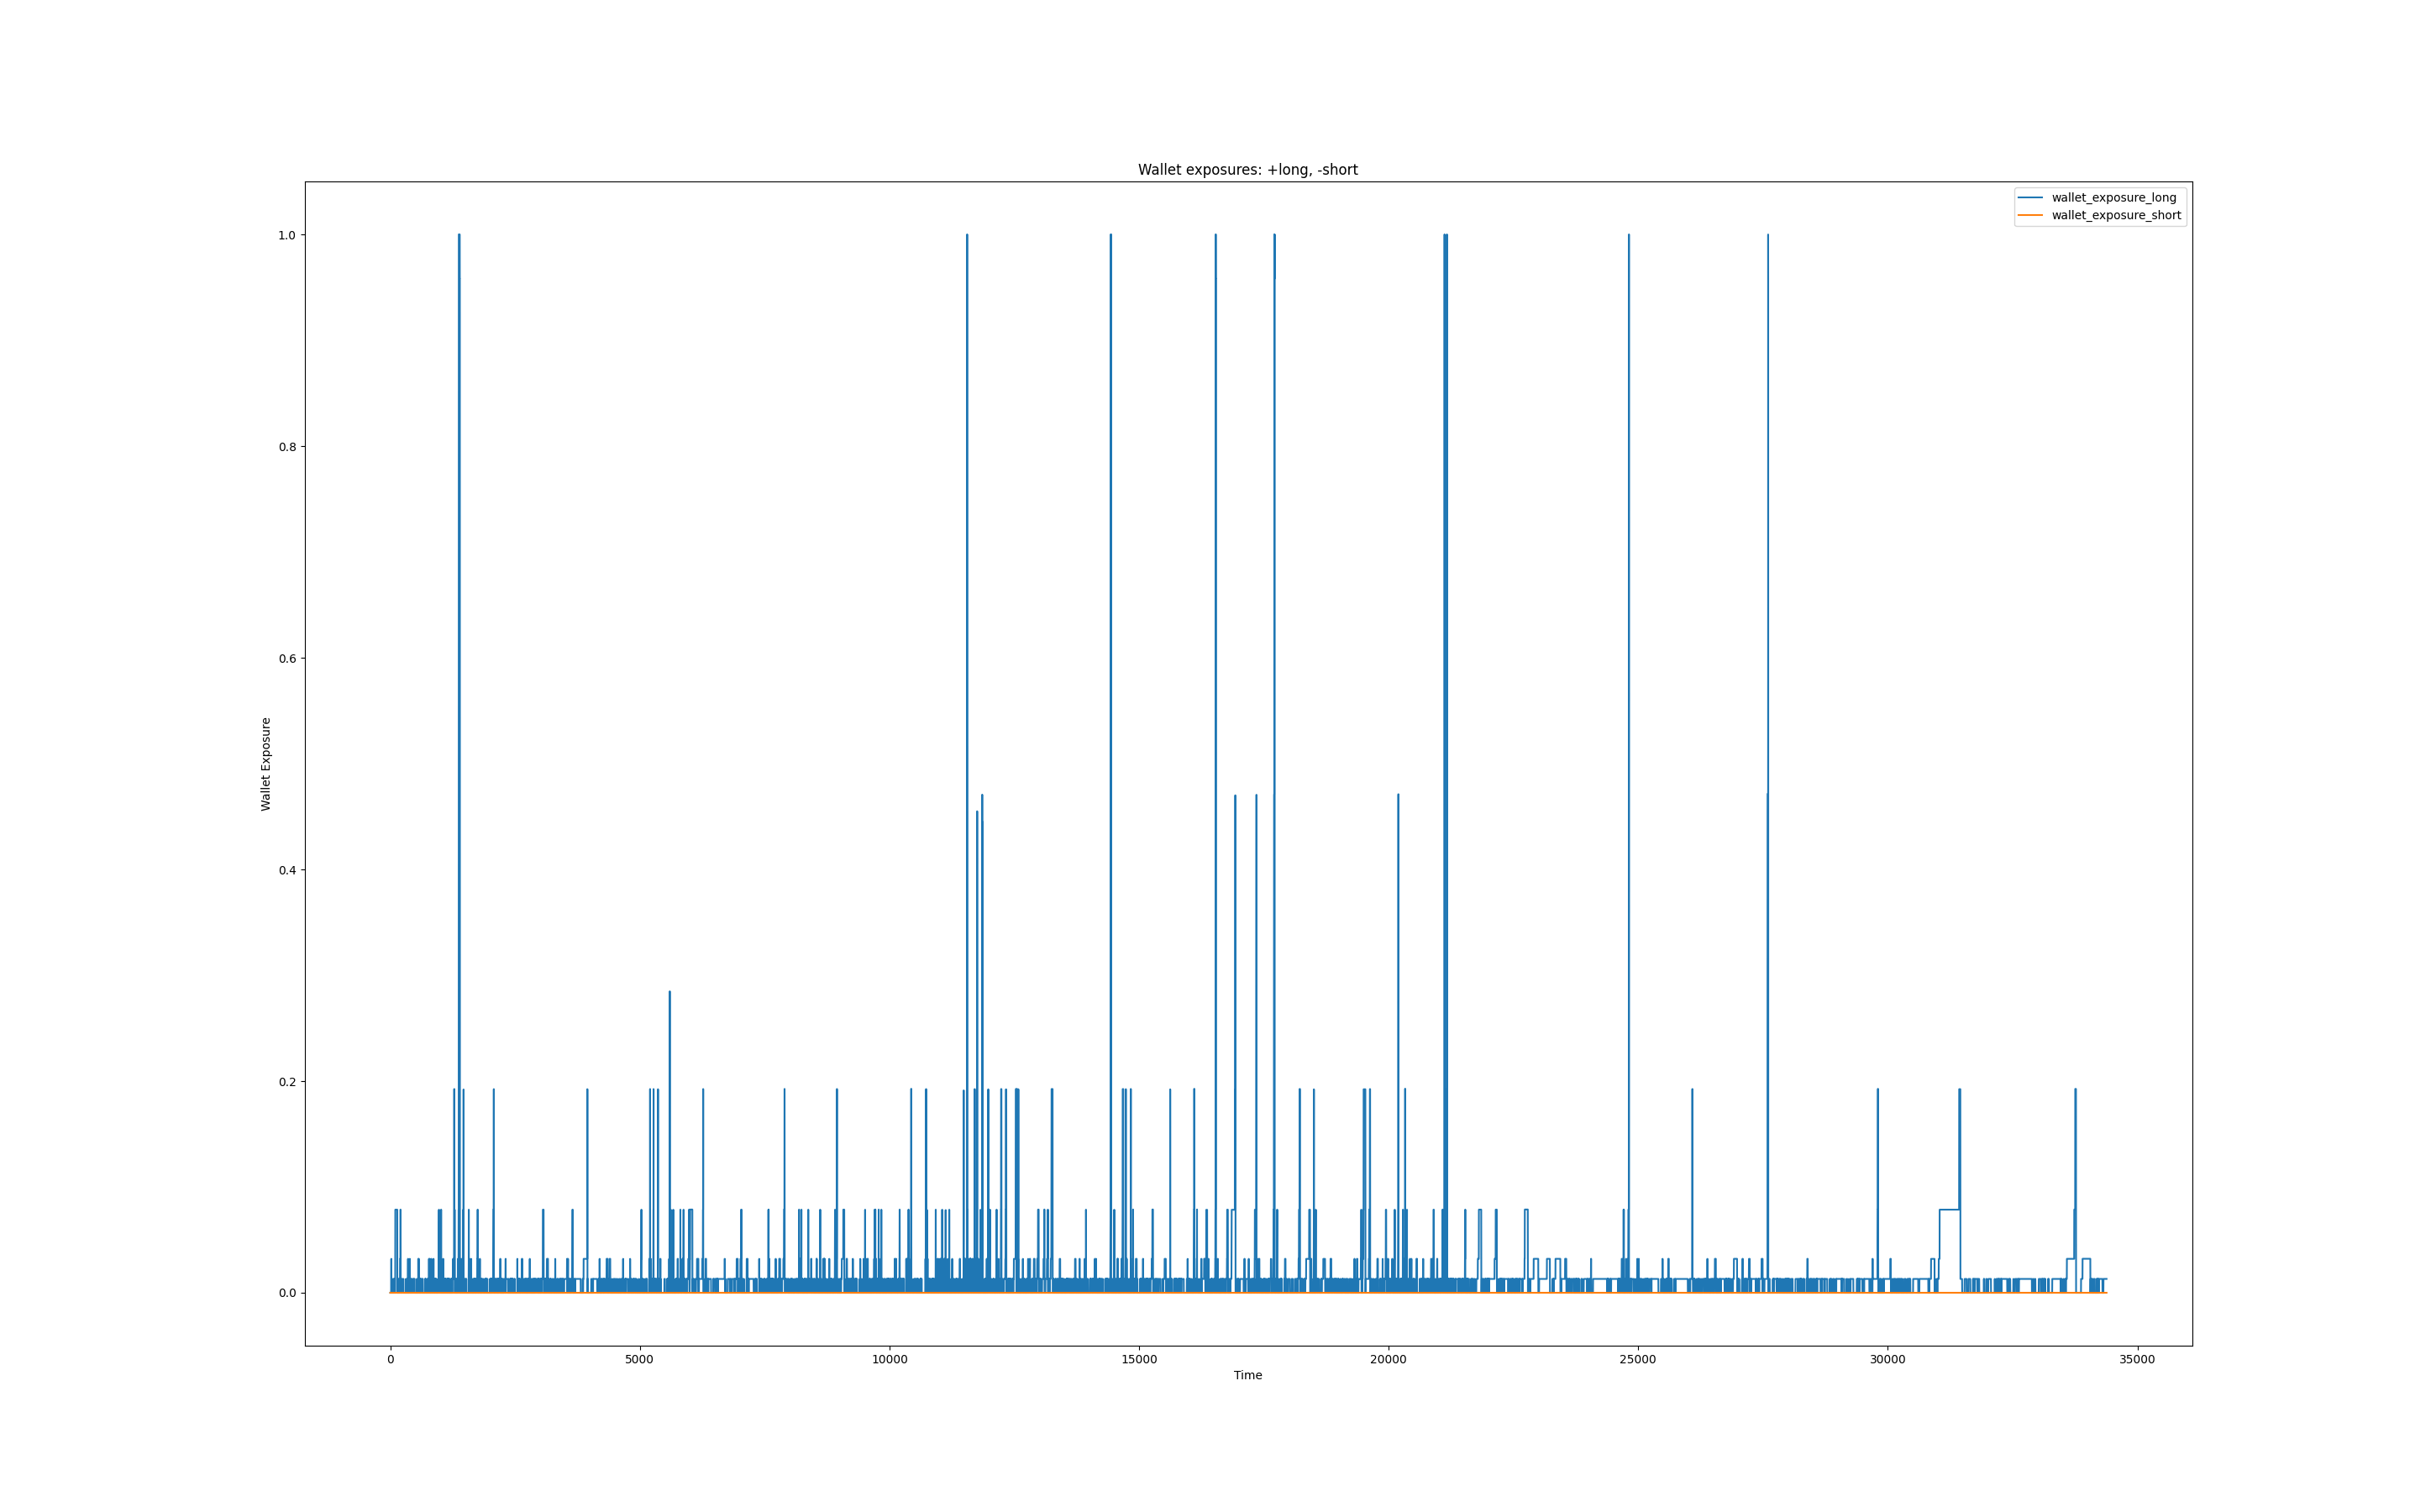 Wallet exposures: +long, -short
wallet_exposure_long
wallet_exposure_short
1.0
0.8
0.6
0.4
0.2
0.0
Wallet Exposure
0 5000 10000 15000 20000 25000 30000 35000
Time